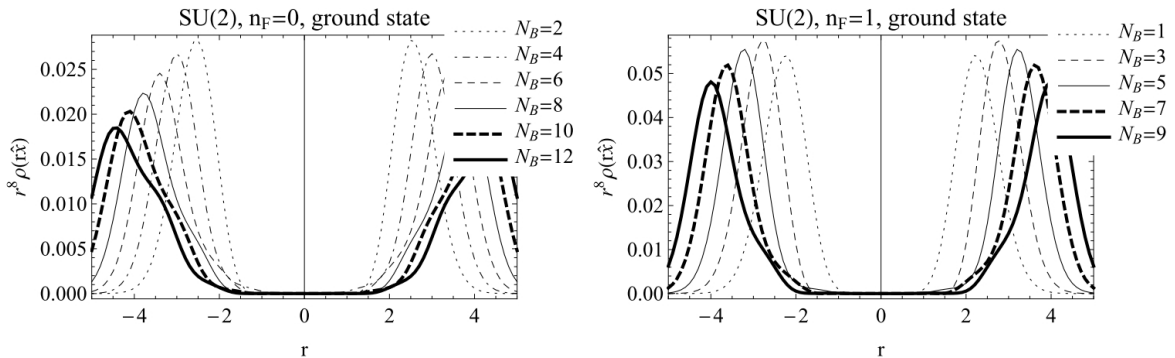 SU(2), n_F=0, ground state
r^8 ρ(rx̂)
0.025
0.020
0.015
0.010
0.005
0.000
−4 −2 0 2 4
r
N_B=2
N_B=4
N_B=6
N_B=8
N_B=10
N_B=12
SU(2), n_F=1, ground state
r^8 ρ(rx̂)
0.05
0.04
0.03
0.02
0.01
0.00
−4 −2 0 2 4
r
N_B=1
N_B=3
N_B=5
N_B=7
N_B=9